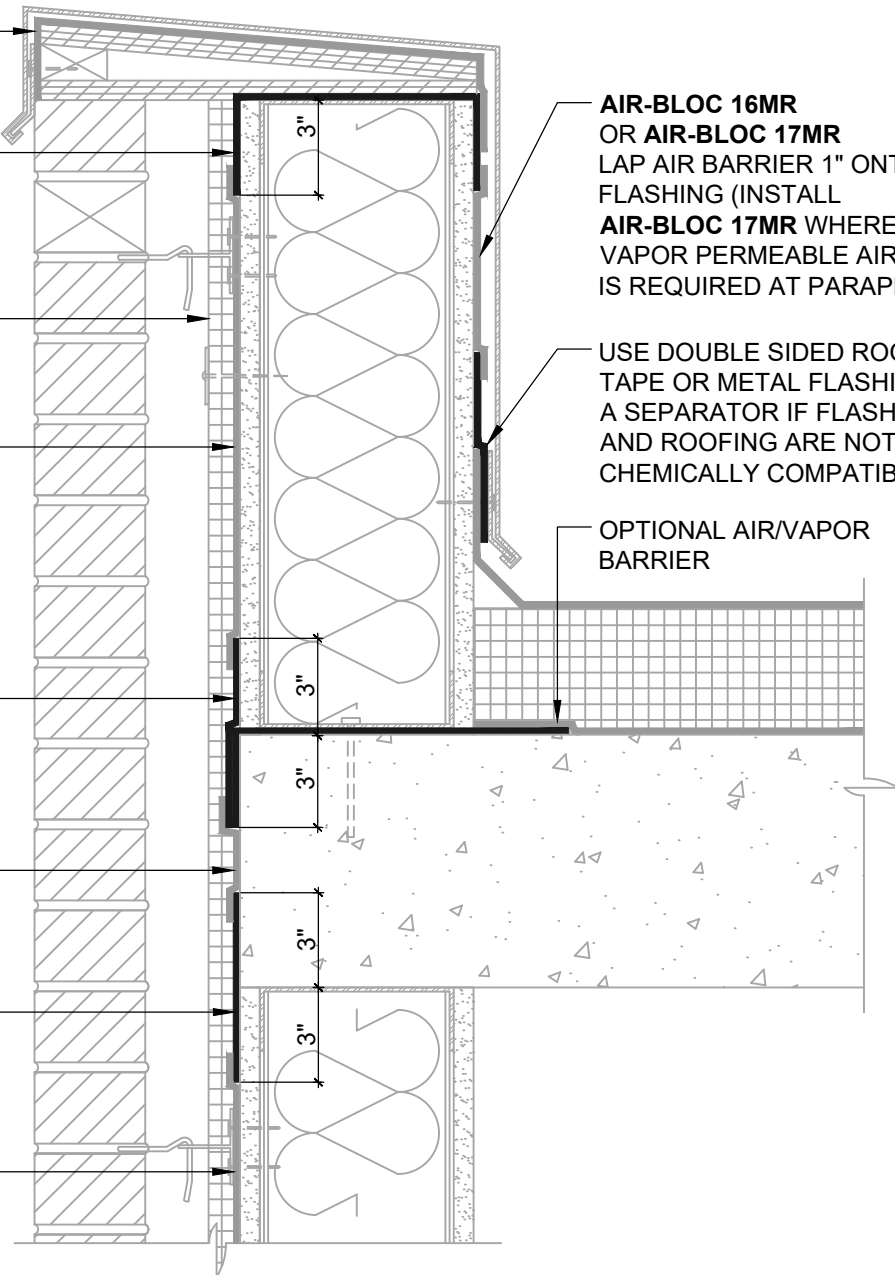 3"
AIR-BLOC 16MR
OR AIR-BLOC 17MR
LAP AIR BARRIER 1" ONT
FLASHING (INSTALL
AIR-BLOC 17MR WHERE
VAPOR PERMEABLE AIR
IS REQUIRED AT PARAP
USE DOUBLE SIDED ROO
TAPE OR METAL FLASHI
A SEPARATOR IF FLASH
AND ROOFING ARE NOT
CHEMICALLY COMPATIB
OPTIONAL AIR/VAPOR
BARRIER
3"
3"
3"
3"